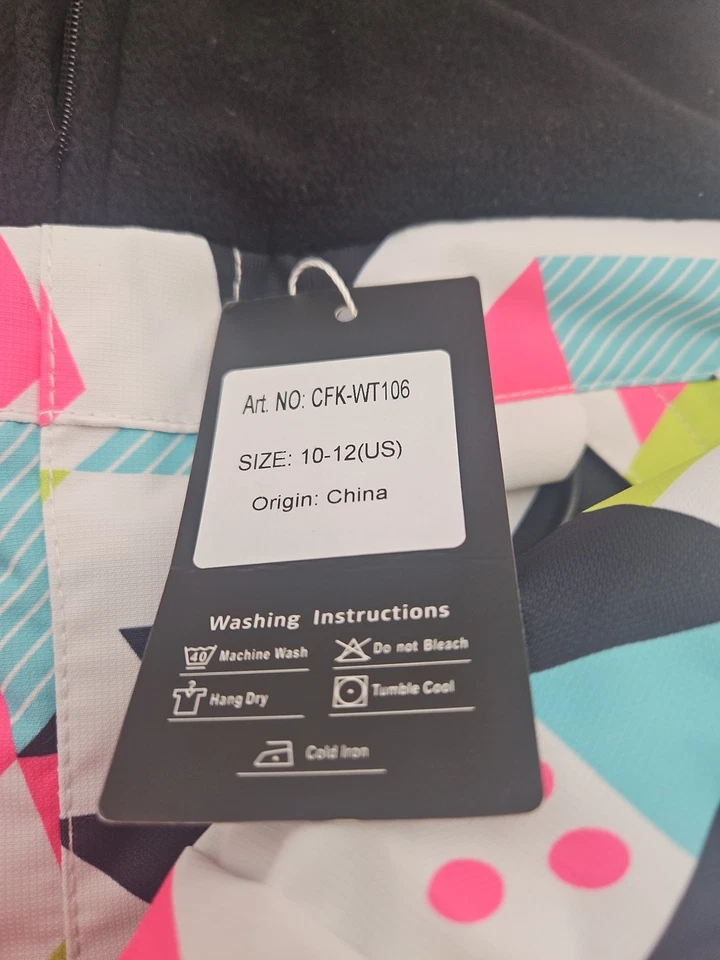 Art. NO: CFK-WT106
SIZE: 10-12(US)
Origin: China
Washing Instructions
40 Machine Wash
Do not Bleach
Hang Dry
Tumble Cool
Cold Iron